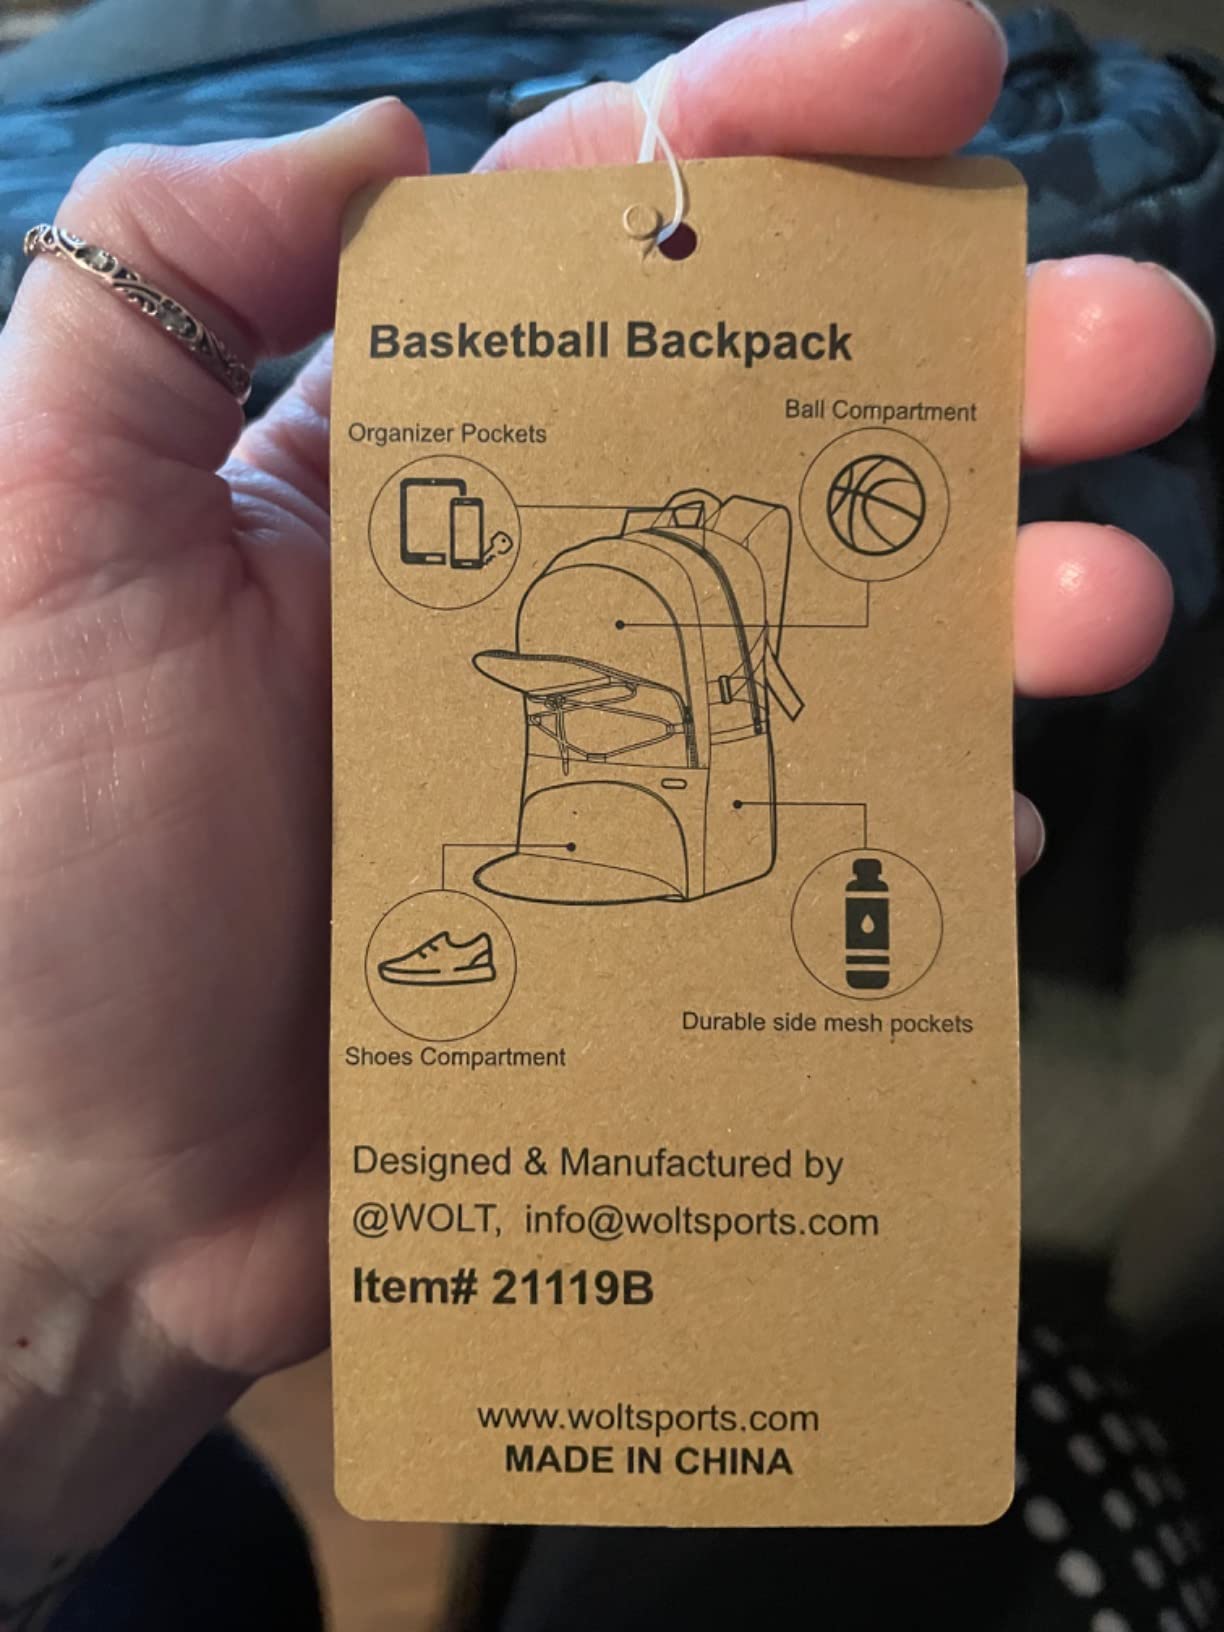 Basketball Backpack
Ball Compartment
Organizer Pockets
Durable side mesh pockets
Shoes Compartment
Designed & Manufactured by
@WOLT, info@woltsports.com
Item# 21119B
www.woltsports.com
MADE IN CHINA